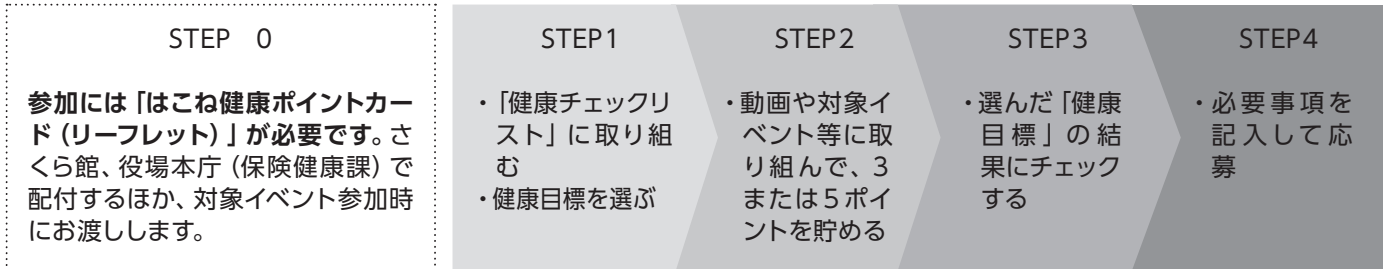 STEP 0
参加には「はこね健康ポイントカー
ド(リーフレット)」が必要です。さ
くら館、役場本庁(保険健康課)で
配付するほか、対象イベント参加時
にお渡しします。
STEP1
・「健康チェックリ
スト」に取り組
む
・健康目標を選ぶ
STEP2
・動画や対象イ
ベント等に取
り組んで、3
または5ポイ
ントを貯める
STEP3
・選んだ「健康
目標」の結
果にチェック
する
STEP4
・必要事項を
記入して応
募